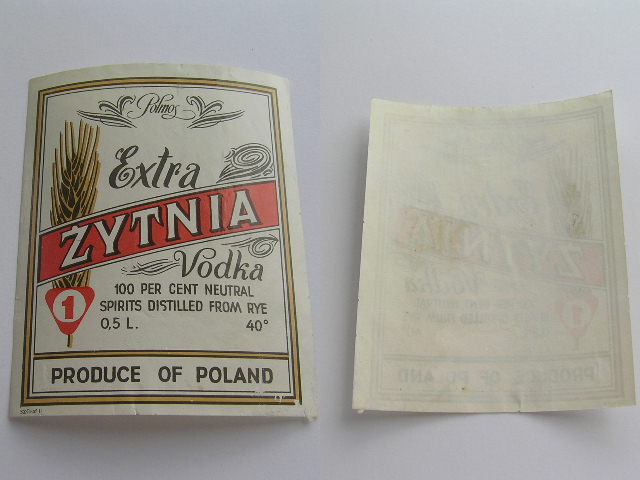 Polmos
Extra
ŻYTNIA
Vodka
100 PER CENT NEUTRAL
SPIRITS DISTILLED FROM RYE
0,5 L. 40°
1
PRODUCE OF POLAND